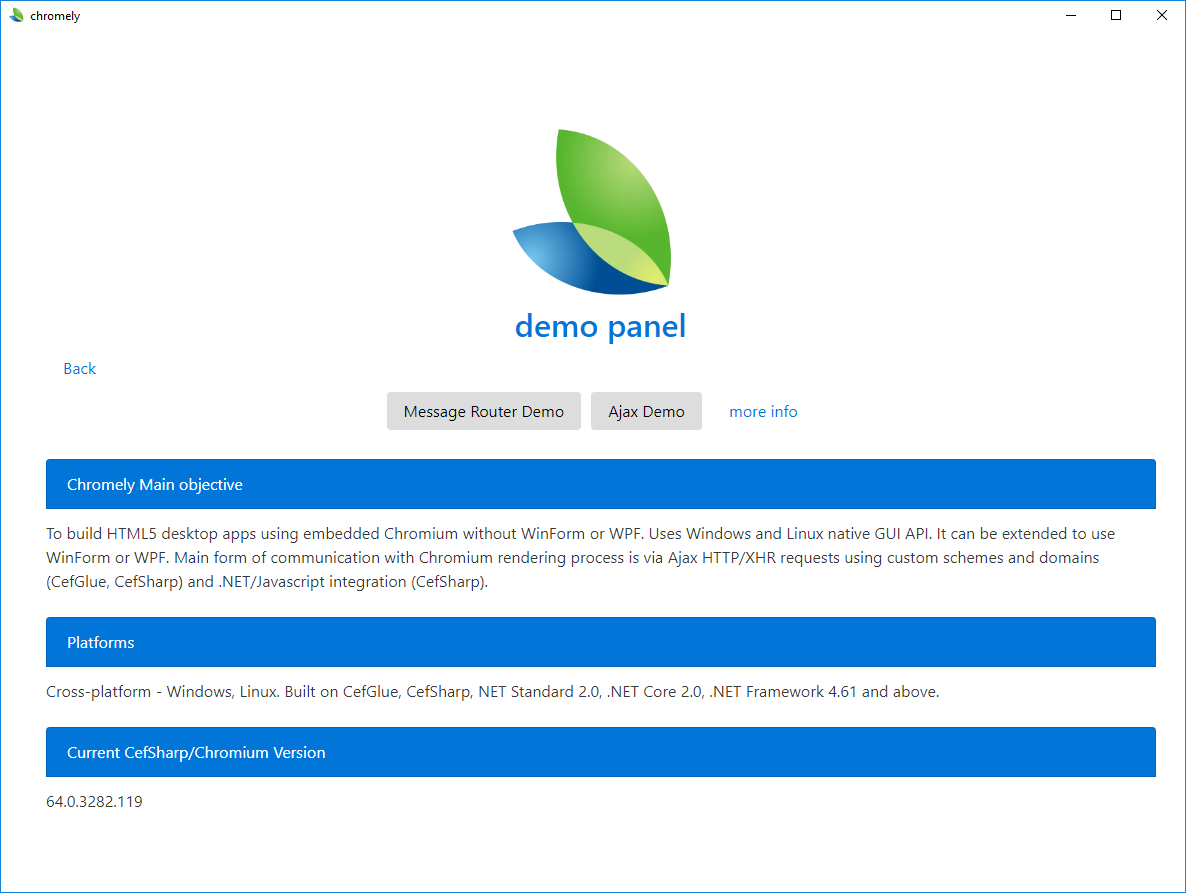 chromely
demo panel
Back
Message Router Demo Ajax Demo more info
Chromely Main objective
To build HTML5 desktop apps using embedded Chromium without WinForm or WPF. Uses Windows and Linux native GUI API. It can be extended to use
WinForm or WPF. Main form of communication with Chromium rendering process is via Ajax HTTP/XHR requests using custom schemes and domains
(CefGlue, CefSharp) and .NET/Javascript integration (CefSharp).
Platforms
Cross-platform - Windows, Linux. Built on CefGlue, CefSharp, NET Standard 2.0, .NET Core 2.0, .NET Framework 4.61 and above.
Current CefSharp/Chromium Version
64.0.3282.119